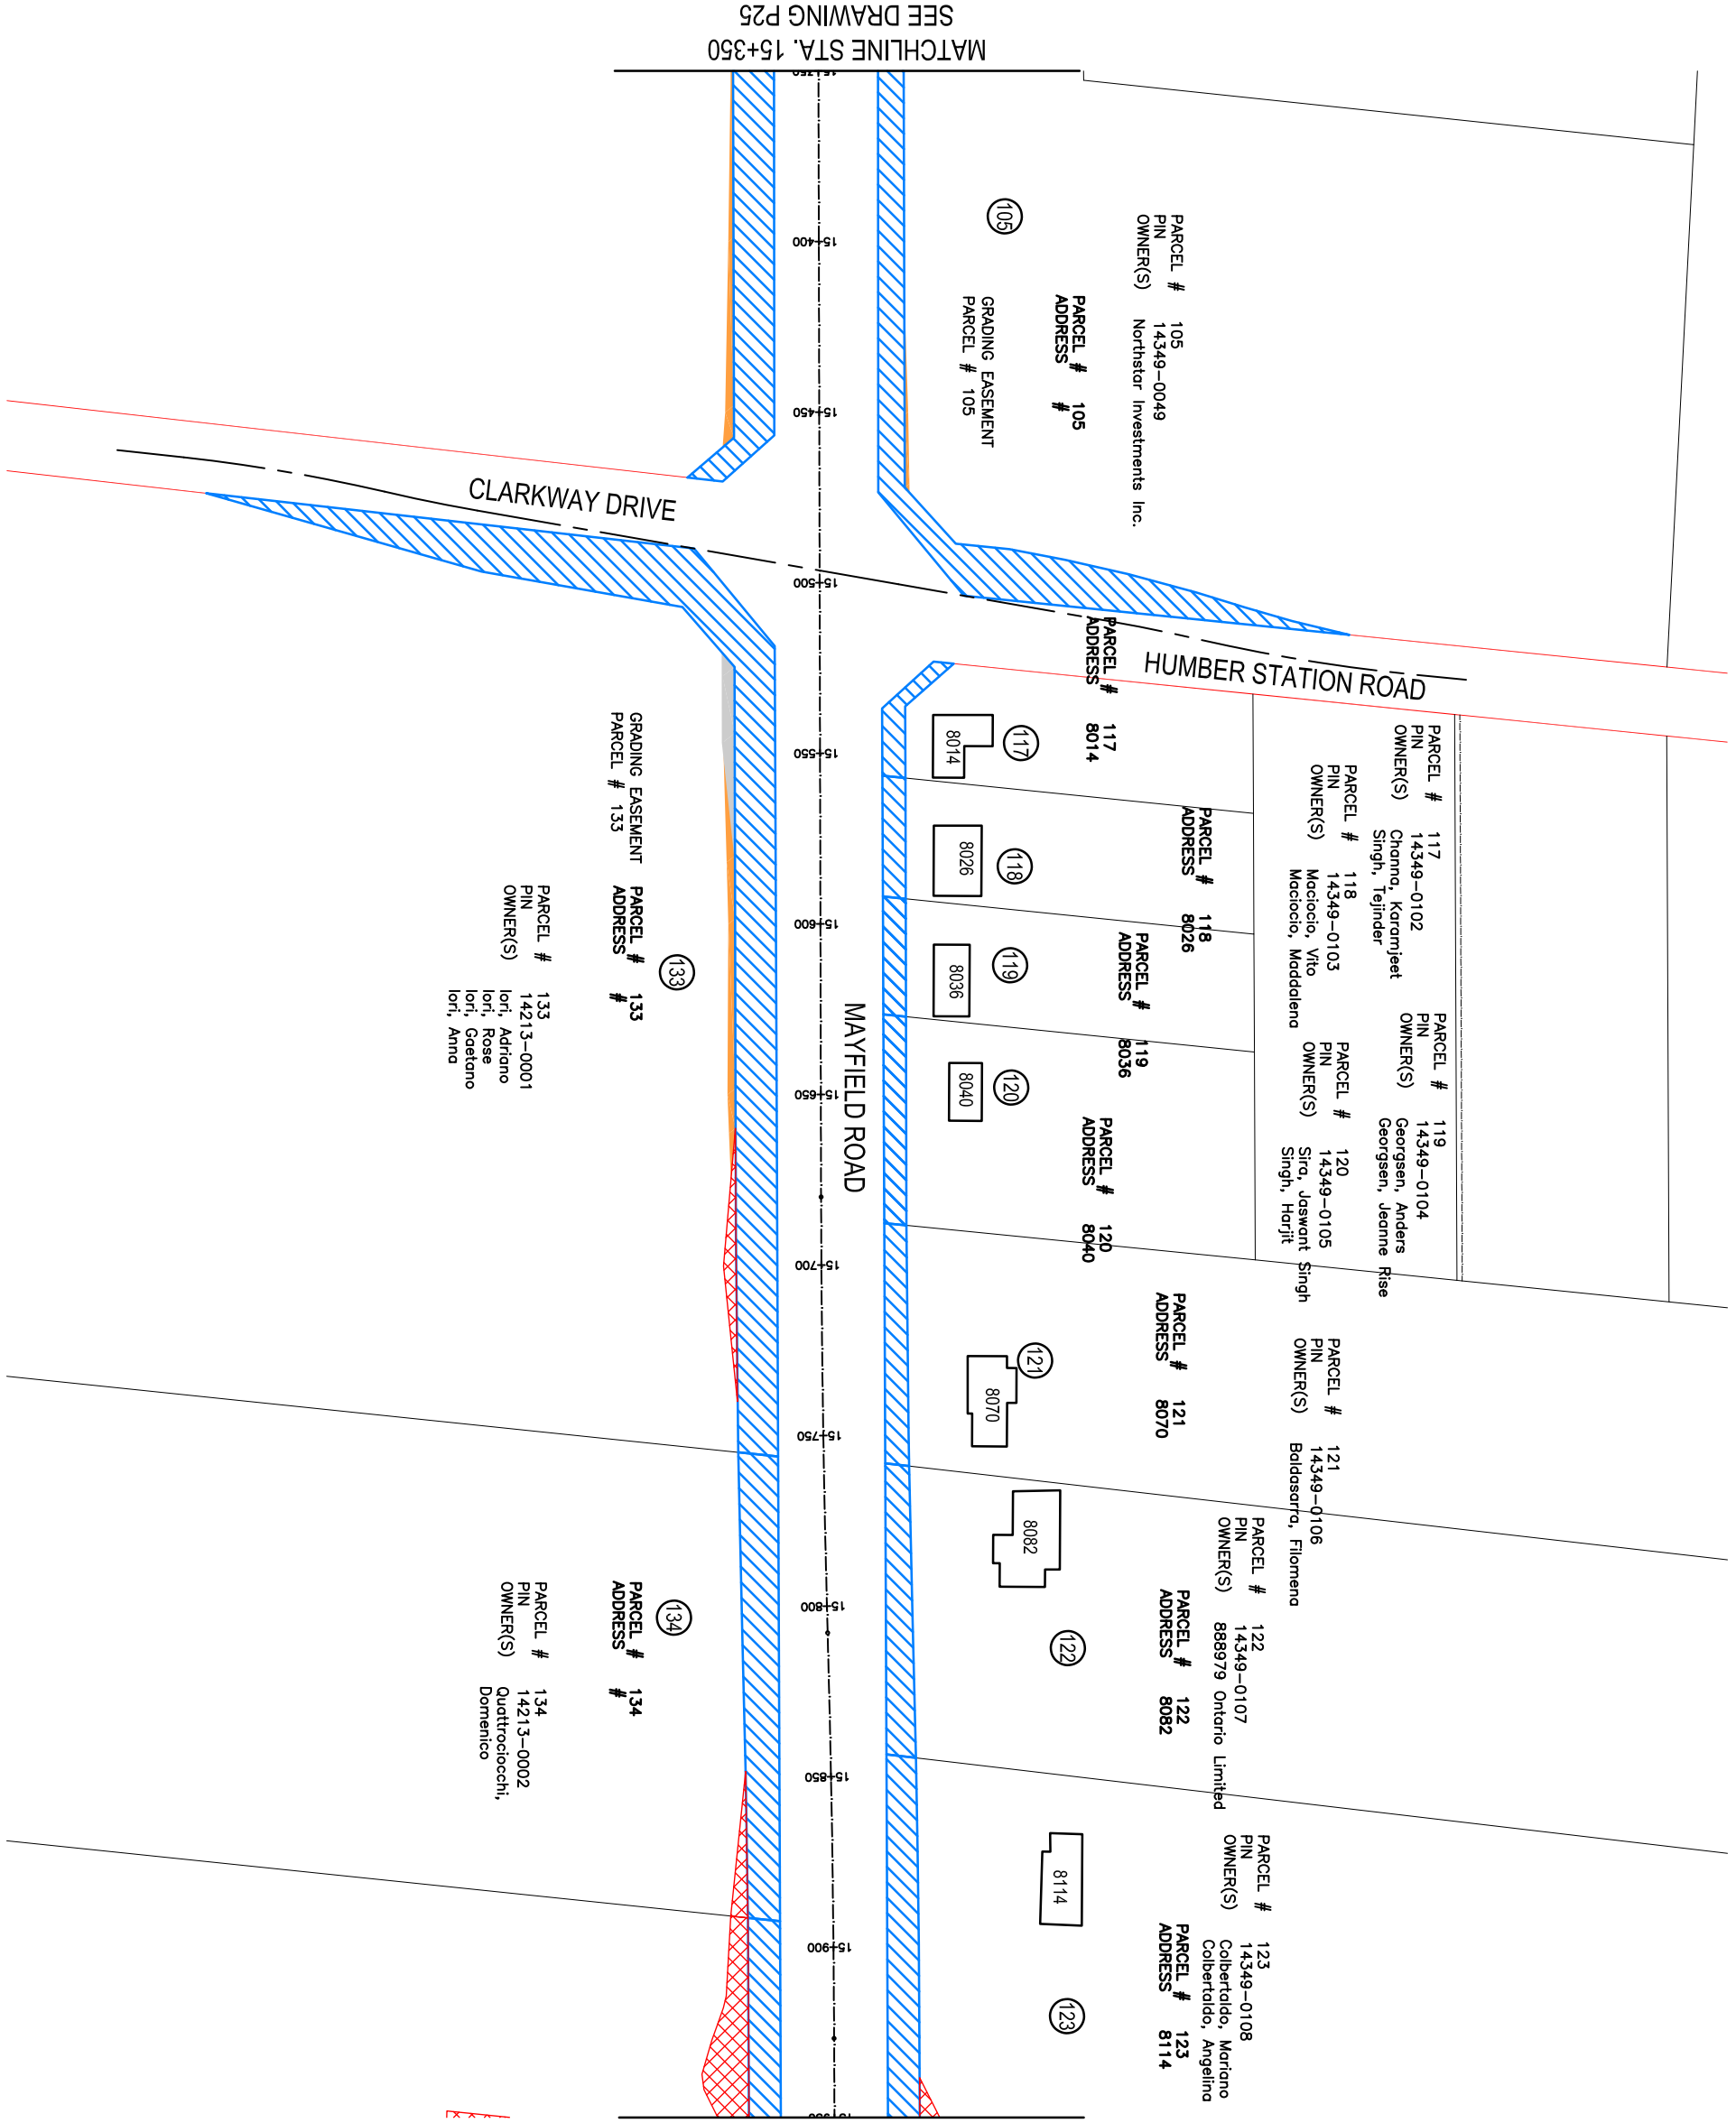 MATCHLINE STA. 15+350
SEE DRAWING P25
15+350
15+400
15+450
15+500
15+550
15+600
15+650
15+700
15+750
15+800
15+850
15+900
15+950
CLARKWAY DRIVE
HUMBER STATION ROAD
MAYFIELD ROAD
105
PARCEL # 105
PIN 14349-0049
OWNER(S) Northstar Investments Inc.
PARCEL # 105
ADDRESS #
GRADING EASEMENT
PARCEL # 105
PARCEL # 117
ADDRESS 8014
117
8014
PARCEL # 117
PIN 14349-0102
OWNER(S) Channa, Karamjeet
Singh, Tejinder
PARCEL # 118
PIN 14349-0103
OWNER(S) Maciocio, Vito
Maciocio, Maddalena
PARCEL # 118
ADDRESS 8026
118
8026
PARCEL # 119
PIN 14349-0104
OWNER(S) Georgsen, Anders
Georgsen, Jeanne Rise
PARCEL # 119
ADDRESS 8036
119
8036
PARCEL # 120
PIN 14349-0105
OWNER(S) Sira, Jaswant Singh
Singh, Harjit
PARCEL # 120
ADDRESS 8040
120
8040
PARCEL # 121
PIN 14349-0106
OWNER(S) Baldasarra, Filomena
PARCEL # 121
ADDRESS 8070
121
8070
PARCEL # 122
PIN 14349-0107
OWNER(S) 888979 Ontario Limited
PARCEL # 122
ADDRESS 8082
8082
122
PARCEL # 123
PIN 14349-0108
OWNER(S) Colbertaldo, Mariano
Colbertaldo, Angelina
PARCEL # 123
ADDRESS 8114
8114
123
GRADING EASEMENT
PARCEL # 133
133
PARCEL # 133
ADDRESS #
PARCEL # 133
PIN 14213-0001
OWNER(S) Iori, Adriano
Iori, Rose
Iori, Gaetano
Iori, Anna
134
PARCEL # 134
ADDRESS #
PARCEL # 134
PIN 14213-0002
OWNER(S) Quattrociocchi,
Domenico